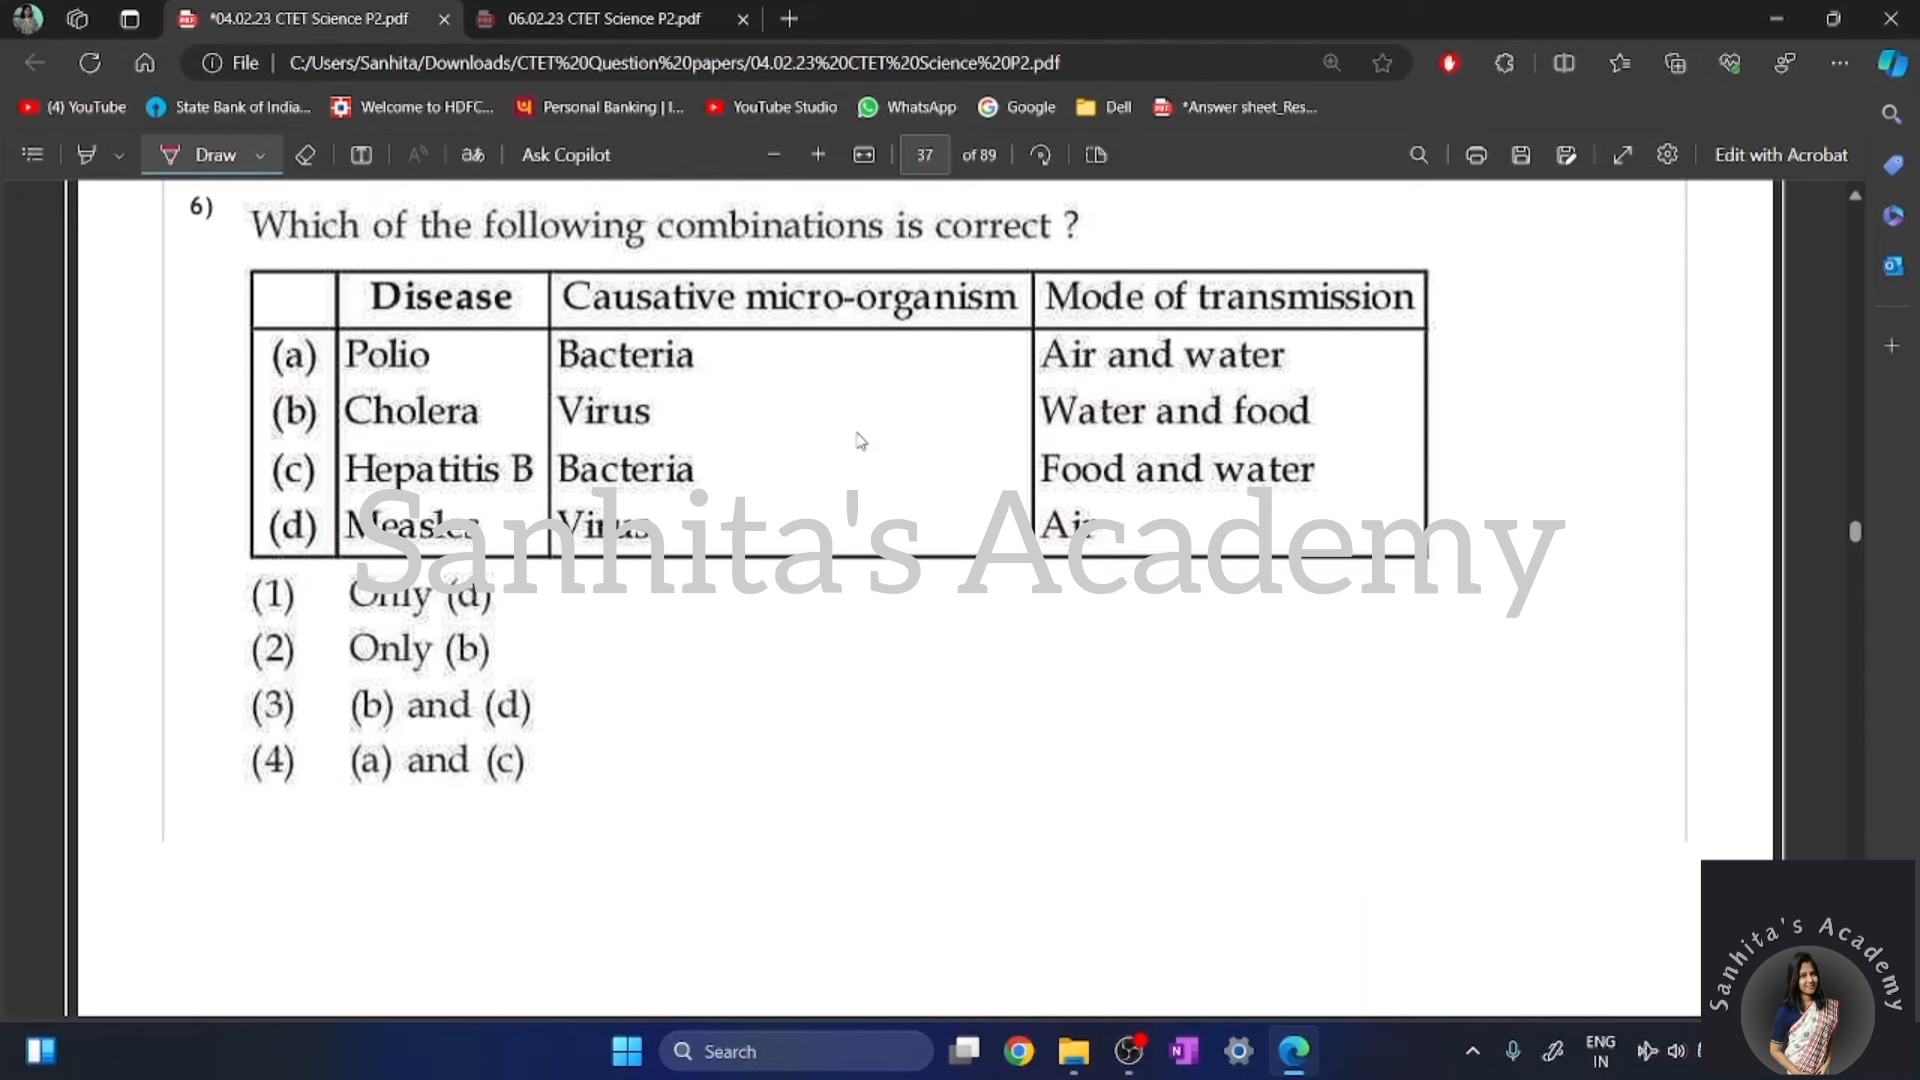 *04.02.23 CTET Science P2.pdf
06.02.23 CTET Science P2.pdf
File
C:/Users/Sanhita/Downloads/CTET%20Question%20papers/04.02.23%20CTET%20Science%20P2.pdf
(4) YouTube
State Bank of India...
Welcome to HDFC...
Personal Banking | I...
YouTube Studio
WhatsApp
Google
Dell
*Answer sheet_Res...
Draw
Ask Copilot
37 of 89
Edit with Acrobat
6) Which of the following combinations is correct ?
Disease Causative micro-organism Mode of transmission
(a) Polio Bacteria Air and water
(b) Cholera Virus Water and food
(c) Hepatitis B Bacteria Food and water
(d) Measles Virus Air
Sanhita's Academy
(1) Only (d)
(2) Only (b)
(3) (b) and (d)
(4) (a) and (c)
Sanhita's Academy
Search
ENG
IN